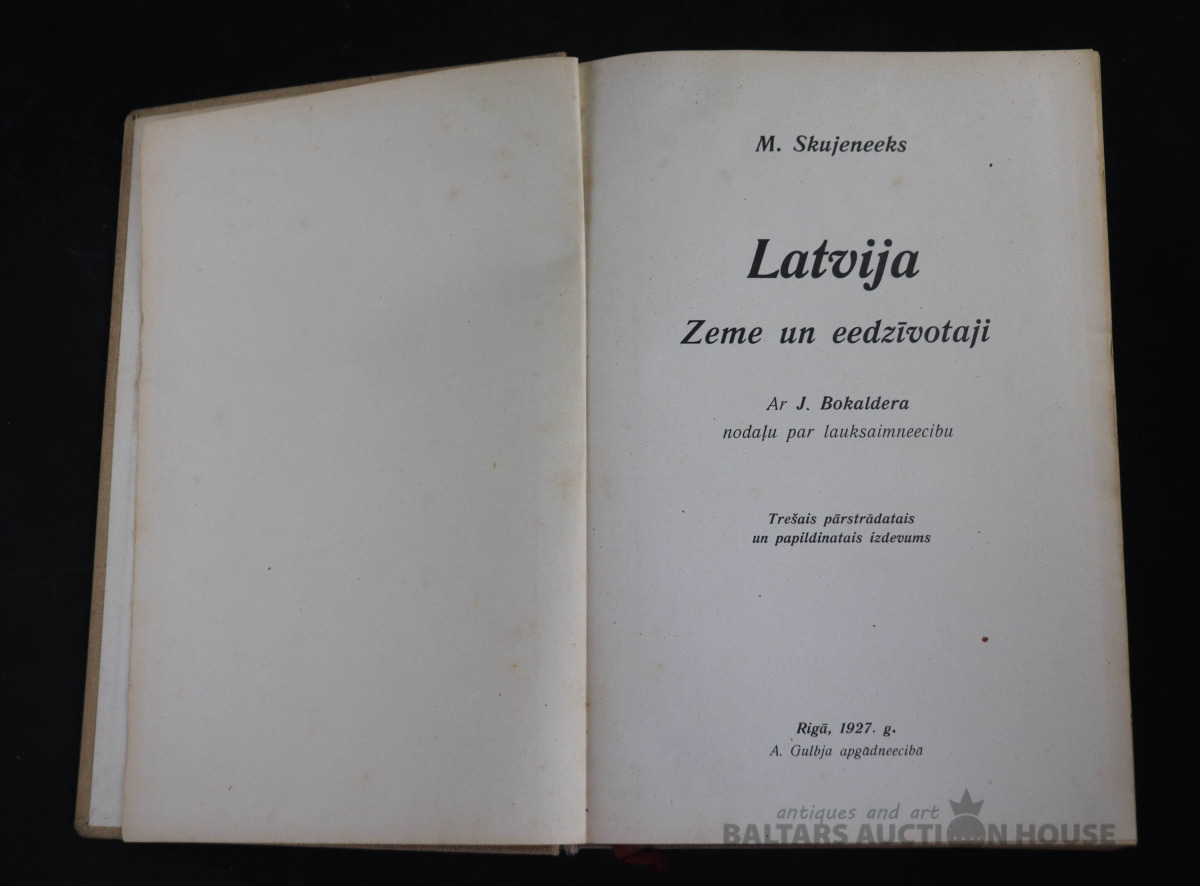 M. Skujeneeks
Latvija
Zeme un eedzīvotaji
Ar J. Bokaldera
nodaļu par lauksaimneecibu
Trešais pārstrādatais
un papildinatais izdevums
Rigā, 1927. g.
A. Gulbja apgādneecibā
antiques and art
BALTARS AUCTION HOUSE